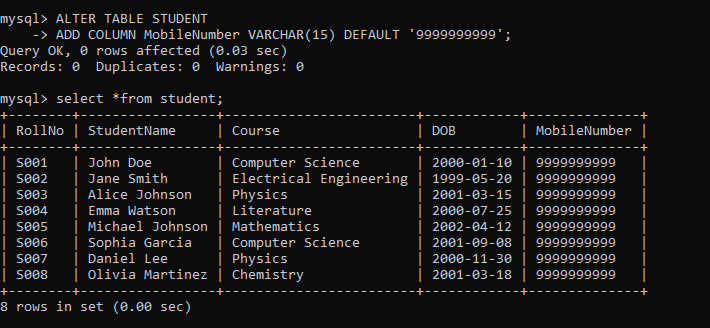 mysql> ALTER TABLE STUDENT
    -> ADD COLUMN MobileNumber VARCHAR(15) DEFAULT '9999999999';
Query OK, 0 rows affected (0.03 sec)
Records: 0  Duplicates: 0  Warnings: 0

mysql> select *from student;
+--------+-----------------+------------------------+------------+--------------+
| RollNo | StudentName     | Course                 | DOB        | MobileNumber |
+--------+-----------------+------------------------+------------+--------------+
| S001   | John Doe        | Computer Science       | 2000-01-10 | 9999999999   |
| S002   | Jane Smith      | Electrical Engineering | 1999-05-20 | 9999999999   |
| S003   | Alice Johnson   | Physics                | 2001-03-15 | 9999999999   |
| S004   | Emma Watson     | Literature             | 2000-07-25 | 9999999999   |
| S005   | Michael Johnson | Mathematics            | 2002-04-12 | 9999999999   |
| S006   | Sophia Garcia   | Computer Science       | 2001-09-08 | 9999999999   |
| S007   | Daniel Lee      | Physics                | 2000-11-30 | 9999999999   |
| S008   | Olivia Martinez | Chemistry              | 2001-03-18 | 9999999999   |
+--------+-----------------+------------------------+------------+--------------+
8 rows in set (0.00 sec)